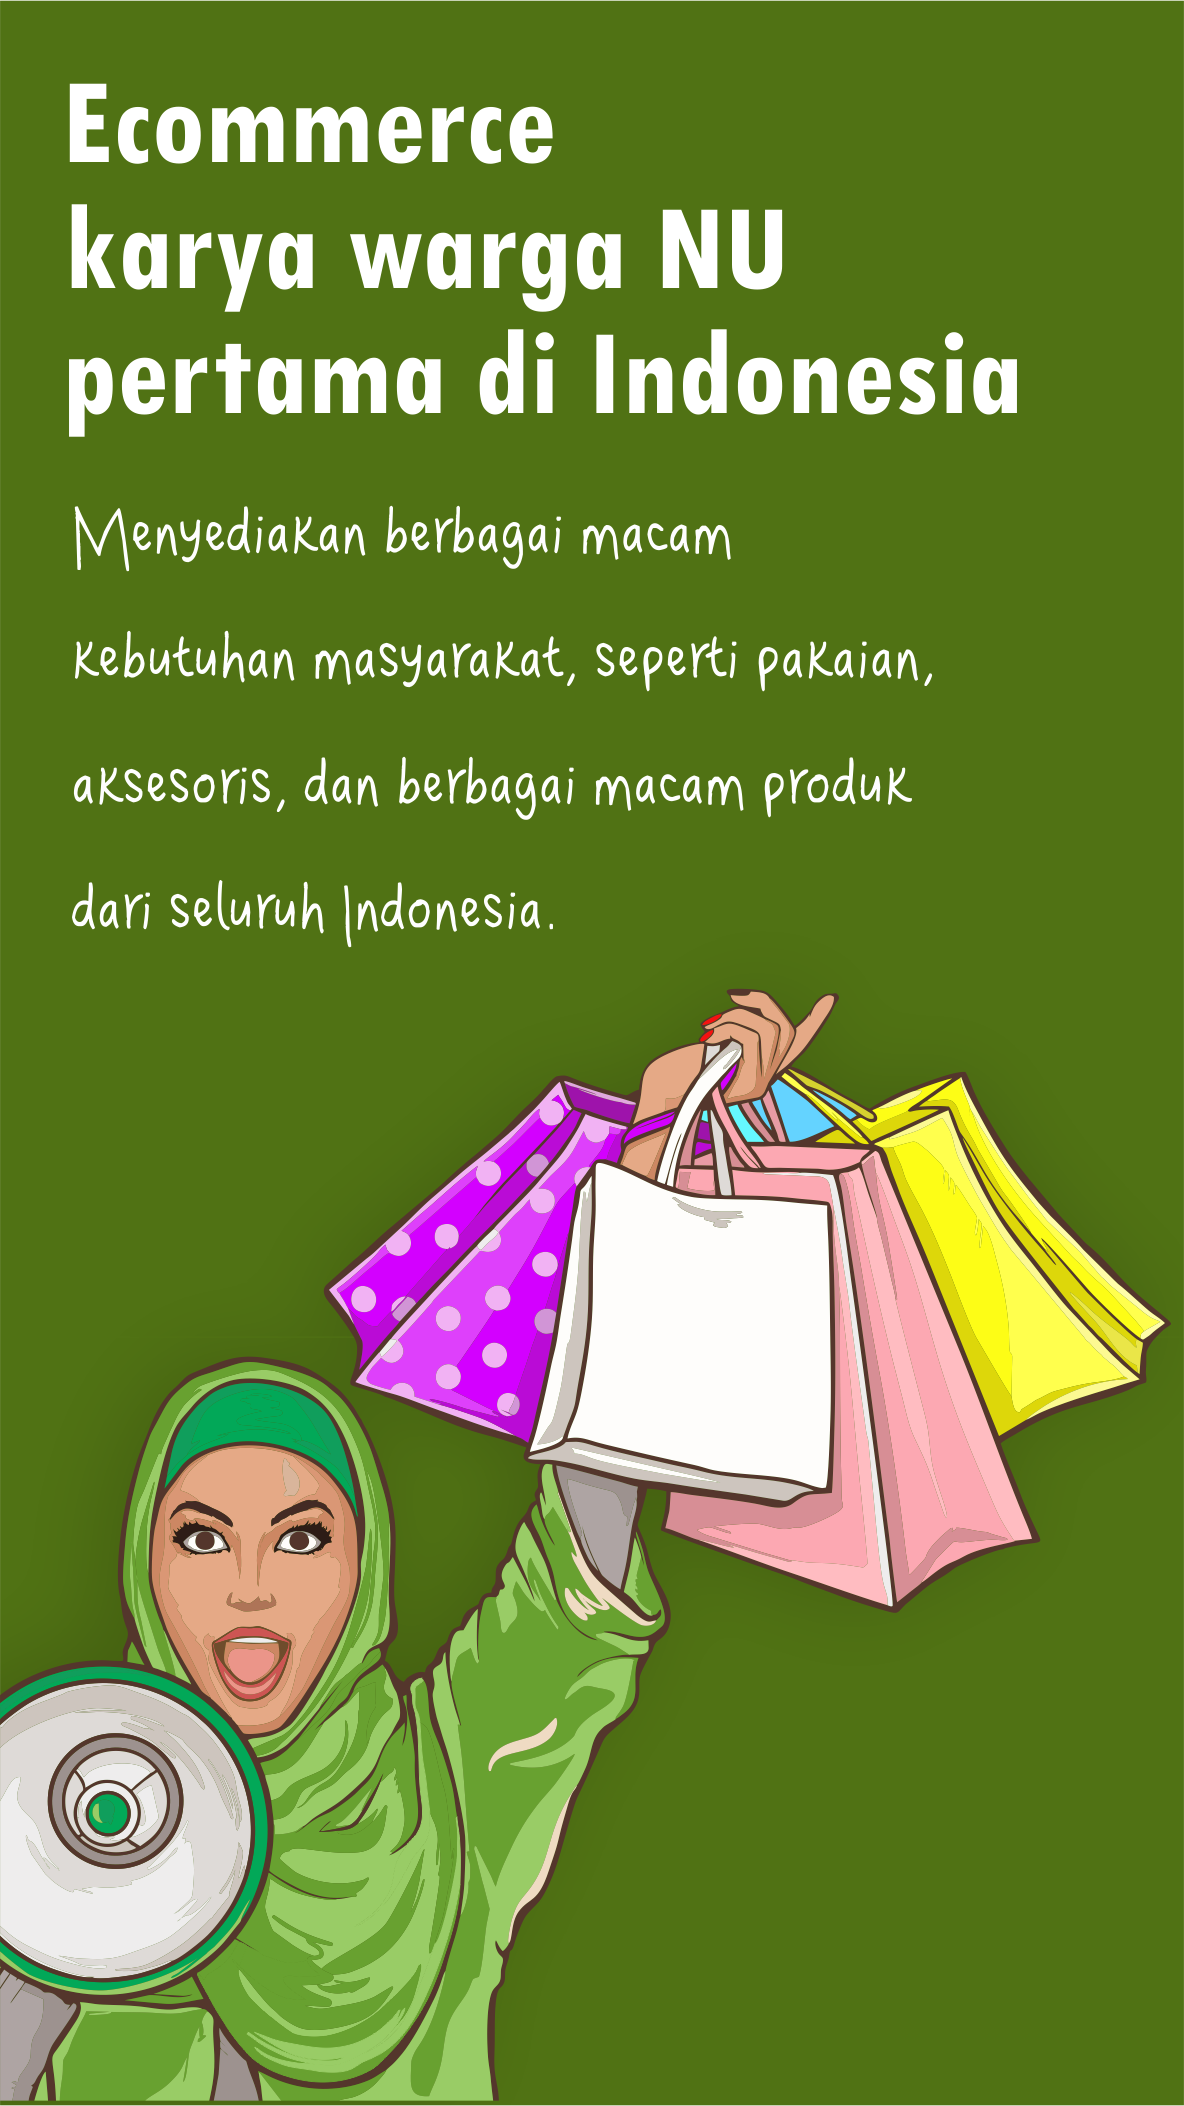 Ecommerce
karya warga NU
pertama di Indonesia
Menyediakan berbagai macam
kebutuhan masyarakat, seperti pakaian,
aksesoris, dan berbagai macam produk
dari seluruh Indonesia.